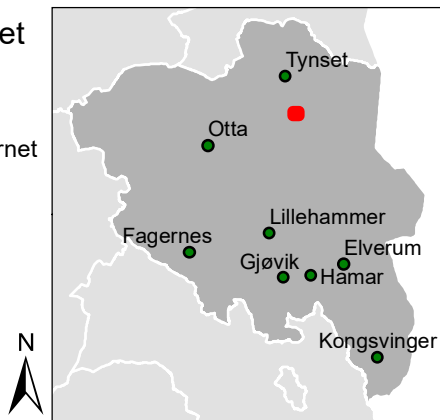 et
Tynset
rnet
Otta
Lillehammer
Fagernes
Elverum
Gjøvik
Hamar
Kongsvinger
N